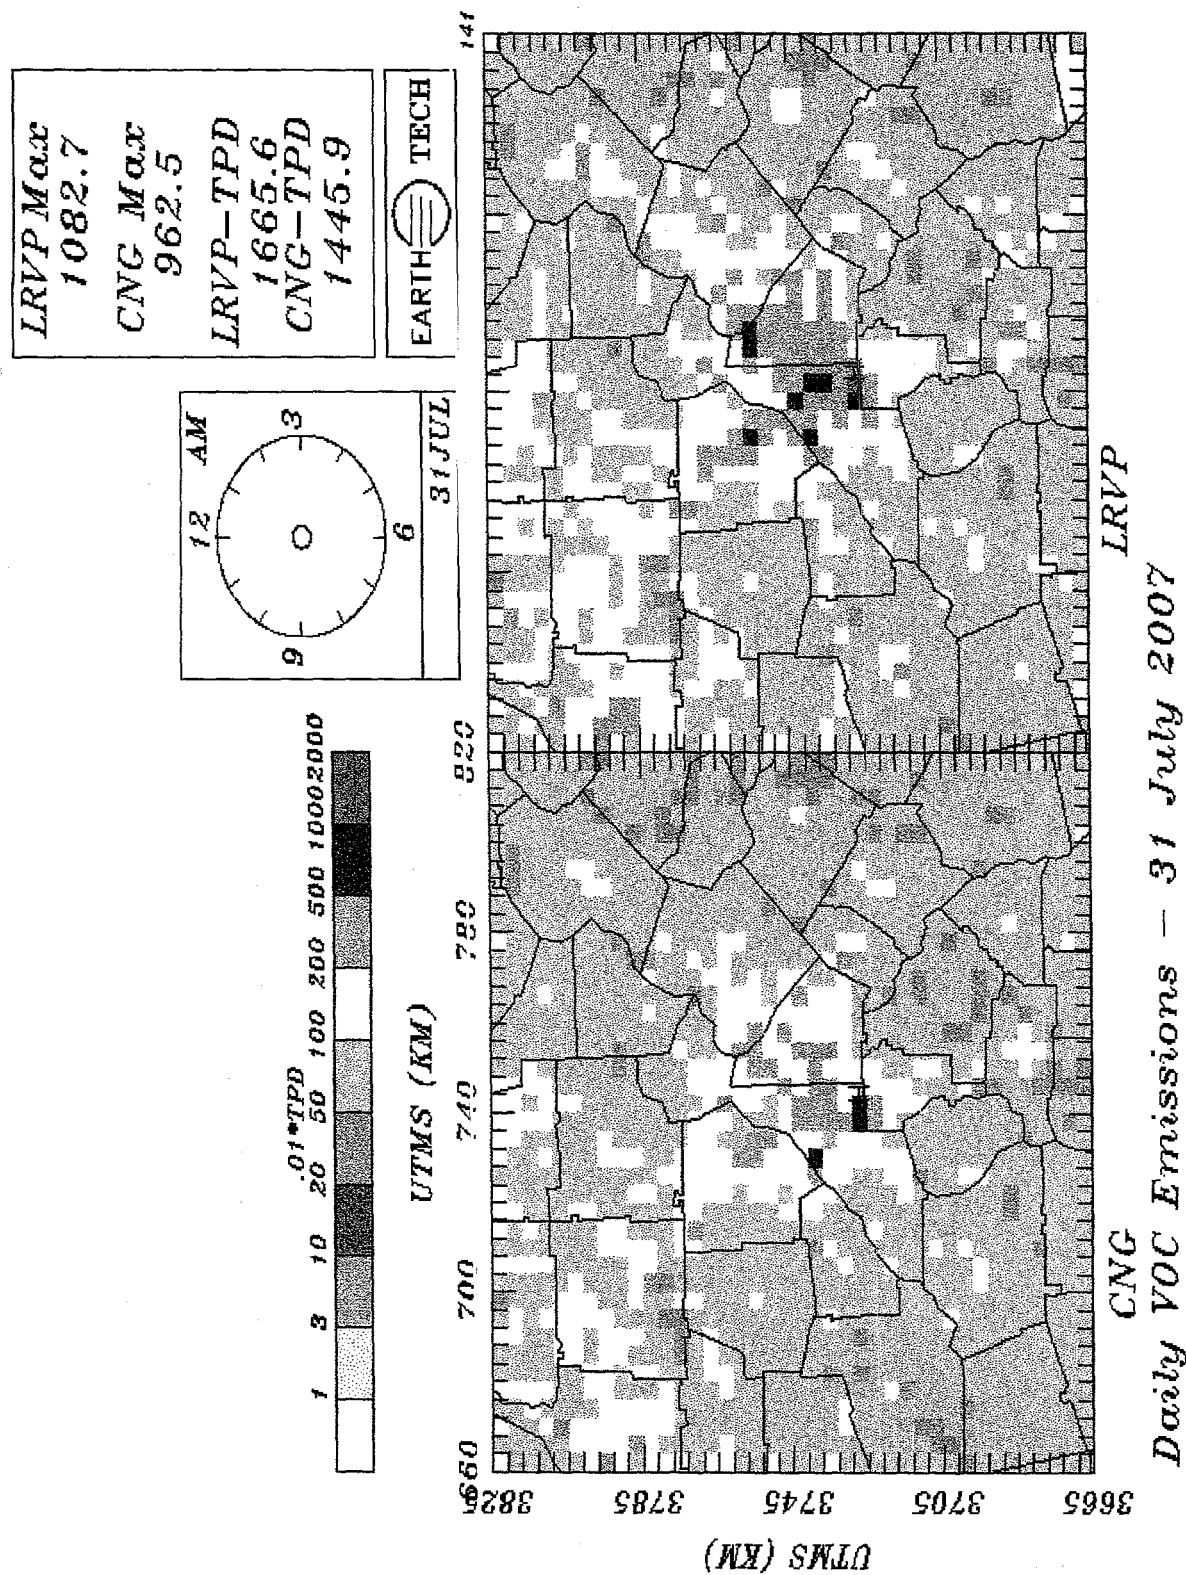 LRVP Max
1082.7
CNG Max
962.5
LRVP-TPD
1665.6
CNG-TPD
1445.9
EARTH TECH
AM
12
3
6
9
31JUL
.01*TPD
1 3 10 20 50 100 200 500 1000 2000
UTMS (KM)
660 700 740 780 820 141
3825
3785
3745
3705
3665
UTMS (KM)
CNG LRVP
Daily VOC Emissions - 31 July 2007